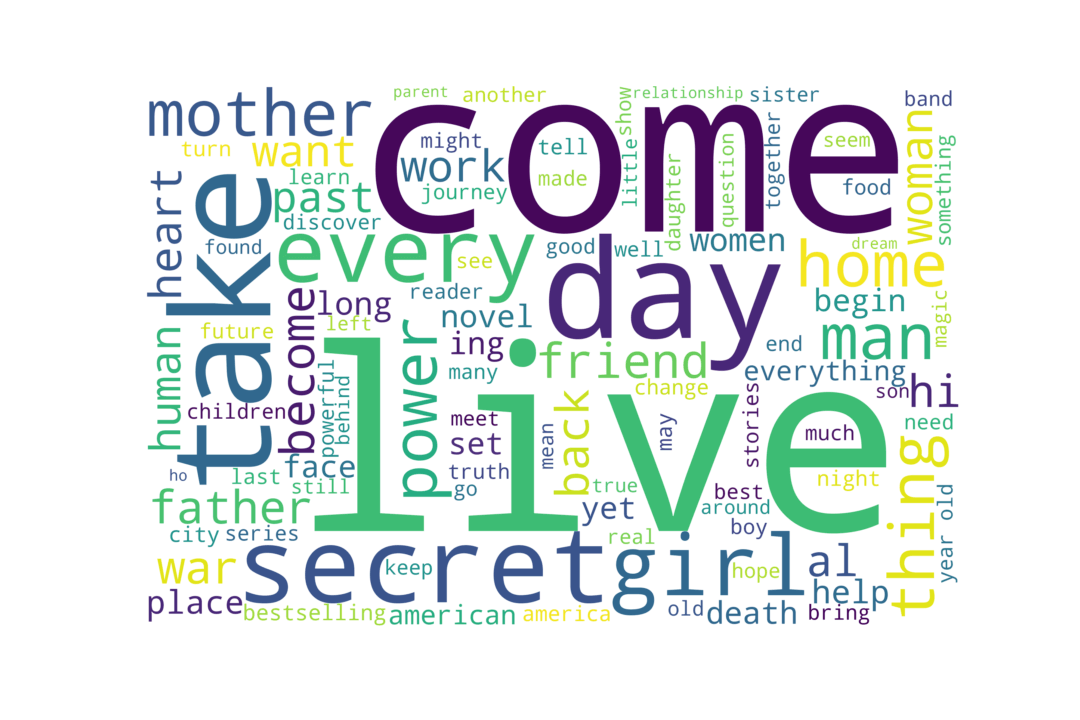 parent
another
relationship
sister
band
mother
come
might
tell
show
little
daughter
question
together
seem
woman
something
turn
want
work
made
food
learn
past
journey
heart
take
discover
found
every
see
good
well
women
dream
home
day
reader
begin
magic
long
become
novel
future
left
power
ing
friend
end
man
human
many
change
everything
children
powerful
behind
live
back
son
hi
meet
set
mean
may
stories
much
need
thing
face
truth
ho
last
still
go
true
best
night
father
yet
around
old
year
city
series
boy
real
war
secret
keep
girl
hope
al
help
place
bestselling
american
america
old
death
bring